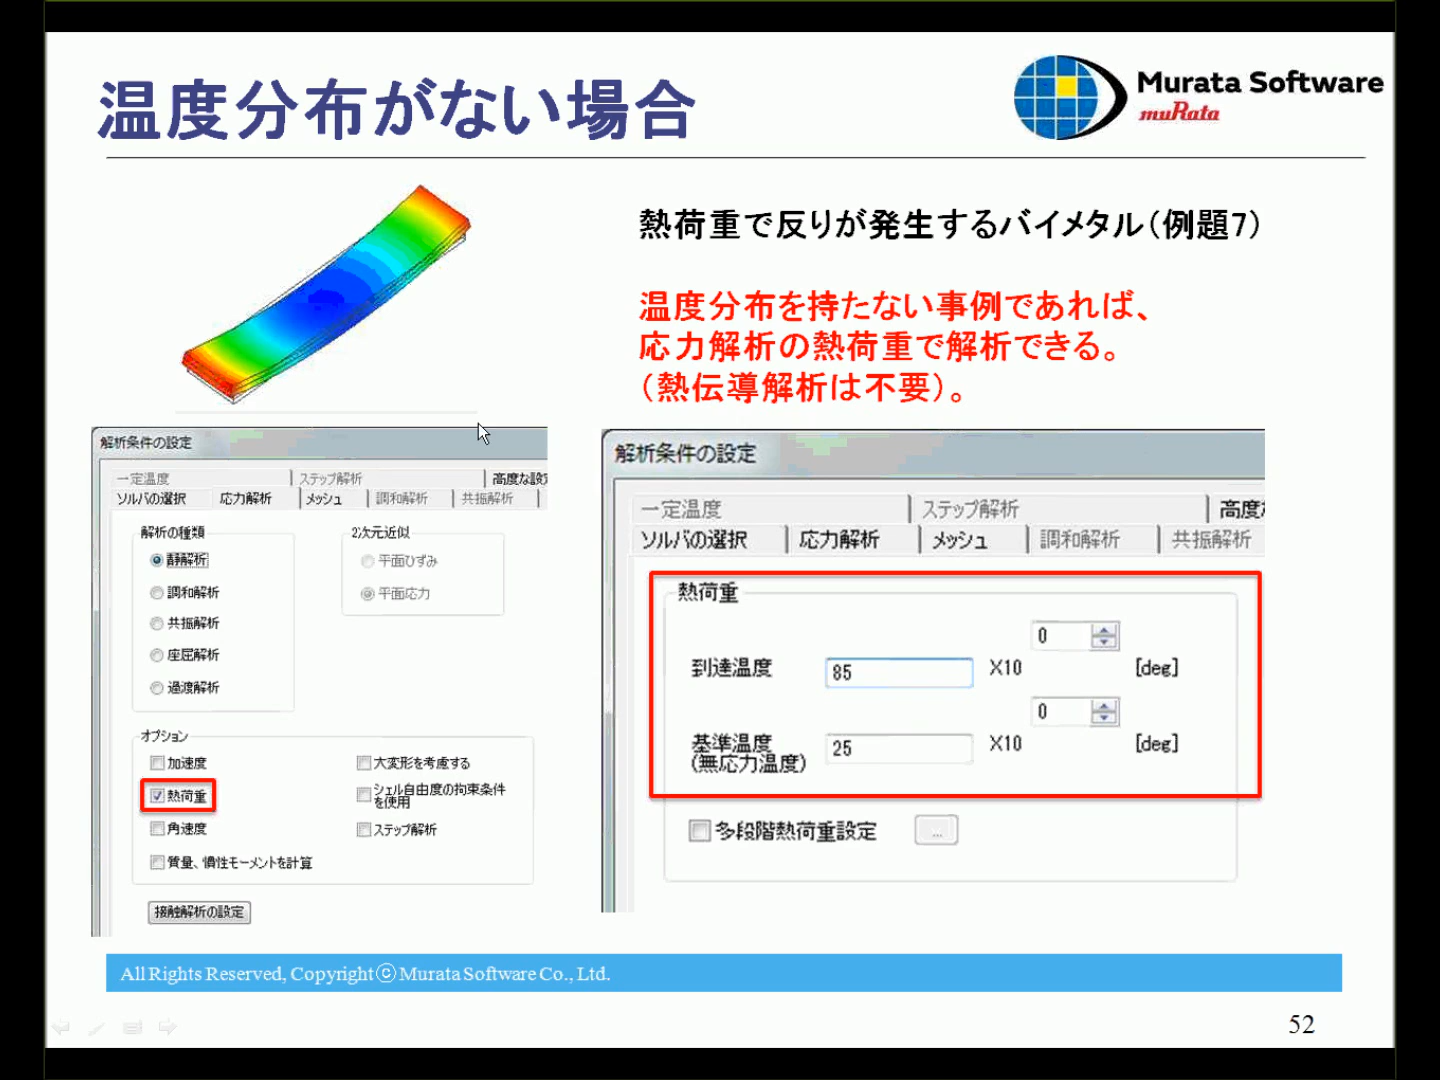 温度分布がない場合
Murata Software
muRata
熱荷重で反りが発生するバイメタル（例題7）
温度分布を持たない事例であれば、
応力解析の熱荷重で解析できる。
（熱伝導解析は不要）。
解析条件の設定
一定温度 ステップ解析 高度な設
ソルバの選択 応力解析 メッシュ 調和解析 共振解析
解析の種類
静解析
調和解析
共振解析
座屈解析
過渡解析
2次元近似
平面ひずみ
平面応力
オプション
加速度
熱荷重
角速度
質量、慣性モーメントを計算
大変形を考慮する
シェル自由度の拘束条件
を使用
ステップ解析
接触解析の設定
解析条件の設定
一定温度 ステップ解析 高度
ソルバの選択 応力解析 メッシュ 調和解析 共振解析
熱荷重
0
到達温度 85 X10 [deg]
0
基準温度 25 X10 [deg]
(無応力温度)
多段階熱荷重設定 ...
All Rights Reserved, Copyright ⓒ Murata Software Co., Ltd.
52